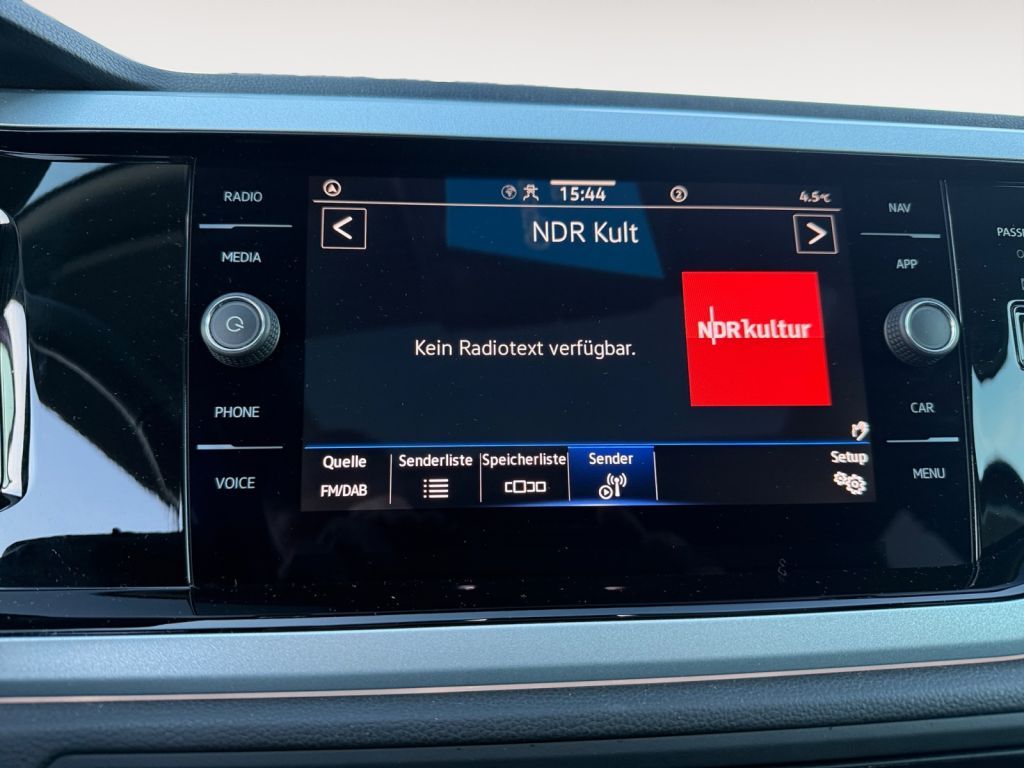 RADIO
MEDIA
PHONE
VOICE
15:44
2
4.5°C
<
NDR Kult
>
Kein Radiotext verfügbar.
NDR kultur
Quelle
FM/DAB
Senderliste
Speicherliste
Sender
Setup
NAV
APP
CAR
MENU